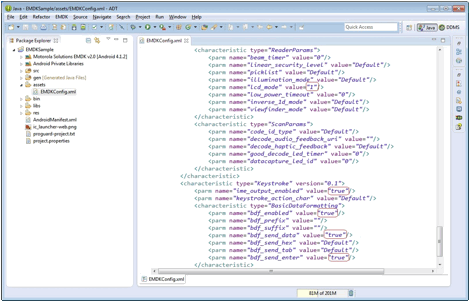 Java - EMDKSample/assets/EMDKConfig.xml - ADT
File Edit Refactor Source Navigate Search Project Run Window Help
Quick Access
Java
DDMS
Package Explorer
EMDKSample
Motorola Solutions EMDK v2.0 [Android 4.1.2]
Android Private Libraries
src
gen [Generated Java Files]
assets
EMDKConfig.xml
bin
libs
res
AndroidManifest.xml
ic_launcher-web.png
proguard-project.txt
project.properties
EMDKConfig.xml
<characteristic type="ReaderParams">
<parm name="beam_timer" value="0"/>
<parm name="linear_security_level" value="Default"/>
<parm name="picklist" value="Default"/>
<parm name="illumination_mode" value="Default"/>
<parm name="lcd_mode" value="1"/>
<parm name="low_power_timeout" value="0"/>
<parm name="inverse_1d_mode" value="Default"/>
<parm name="viewfinder_mode" value="Default"/>
</characteristic>
<characteristic type="ScanParams">
<parm name="code_id_type" value="Default"/>
<parm name="decode_audio_feedback_uri" value=""/>
<parm name="decode_haptic_feedback" value="Default"/>
<parm name="good_decode_led_timer" value="0"/>
<parm name="datacapture_led_id" value="0"/>
</characteristic>
<characteristic type="Keystroke" version="0.1">
<parm name="ime_output_enabled" value="true"/>
<parm name="keystroke_action_char" value="Default"/>
<characteristic type="BasicDataFormatting">
<parm name="bdf_enabled" value="true"/>
<parm name="bdf_prefix" value=""/>
<parm name="bdf_suffix" value=""/>
<parm name="bdf_send_data" value="true"/>
<parm name="bdf_send_hex" value="Default"/>
<parm name="bdf_send_tab" value="Default"/>
<parm name="bdf_send_enter" value="true"/>
</characteristic>
EMDKConfig.xml
81M of 201M